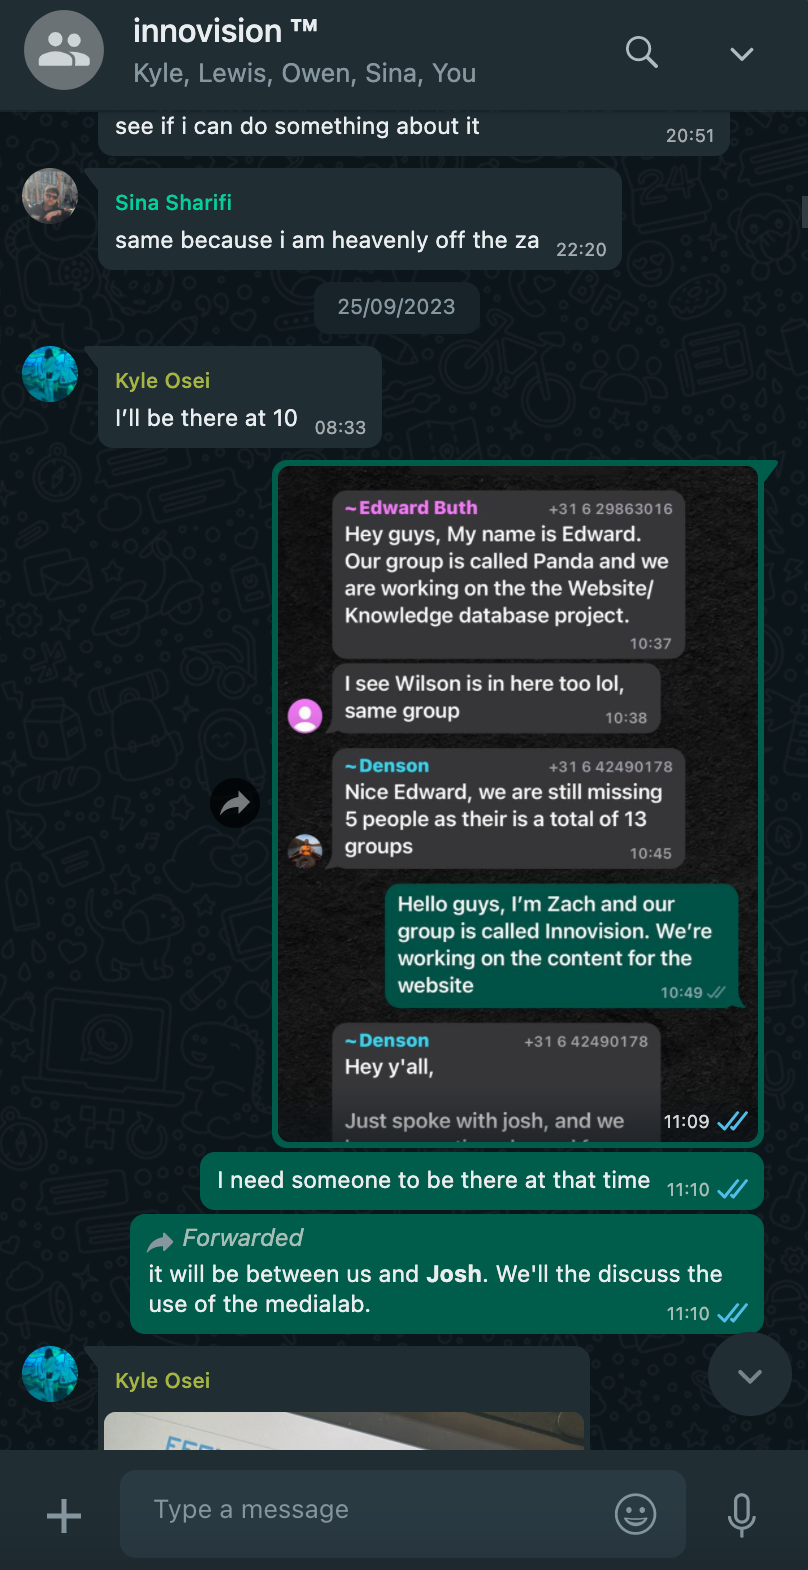 innovision ™
Kyle, Lewis, Owen, Sina, You
see if i can do something about it
20:51
Sina Sharifi
same because i am heavenly off the za
22:20
25/09/2023
Kyle Osei
I'll be there at 10
08:33
~Edward Buth +31 6 29863016
Hey guys, My name is Edward.
Our group is called Panda and we
are working on the the Website/
Knowledge database project.
10:37
I see Wilson is in here too lol,
same group
10:38
~Denson +31 6 42490178
Nice Edward, we are still missing
5 people as their is a total of 13
groups
10:45
Hello guys, I'm Zach and our
group is called Innovision. We're
working on the content for the
website
10:49
~Denson +31 6 42490178
Hey y'all,
Just spoke with josh, and we
11:09
I need someone to be there at that time
11:10
Forwarded
it will be between us and Josh. We'll the discuss the
use of the medialab.
11:10
Kyle Osei
Type a message